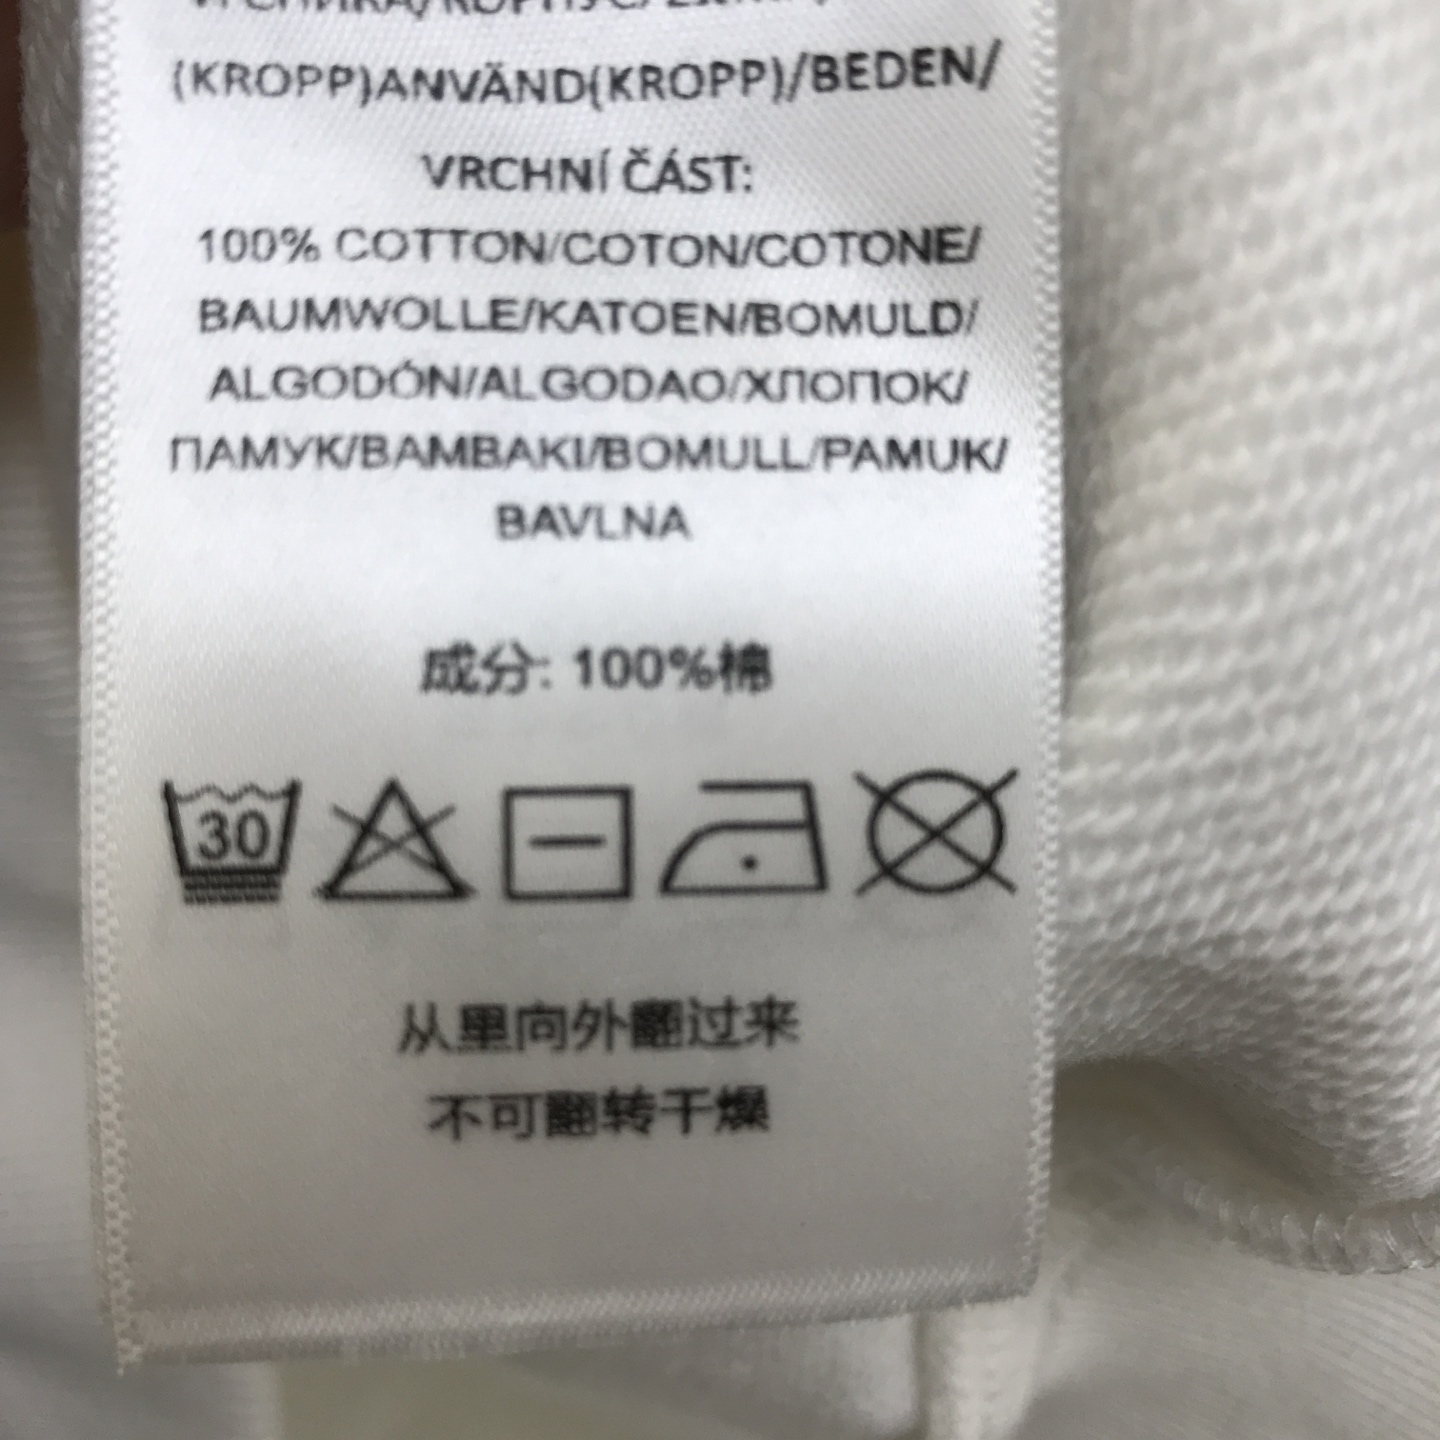 (KROPP)ANVÄND(KROPP)/BEDEN/
VRCHNÍ ČÁST:
100% COTTON/COTON/COTONE/
BAUMWOLLE/KATOEN/BOMULD/
ALGODÓN/ALGODAO/ХЛОПОК/
ПАМУК/BAMBAKI/BOMULL/PAMUK/
BAVLNA
成分: 100%棉
30
从里向外翻过来
不可翻转干燥